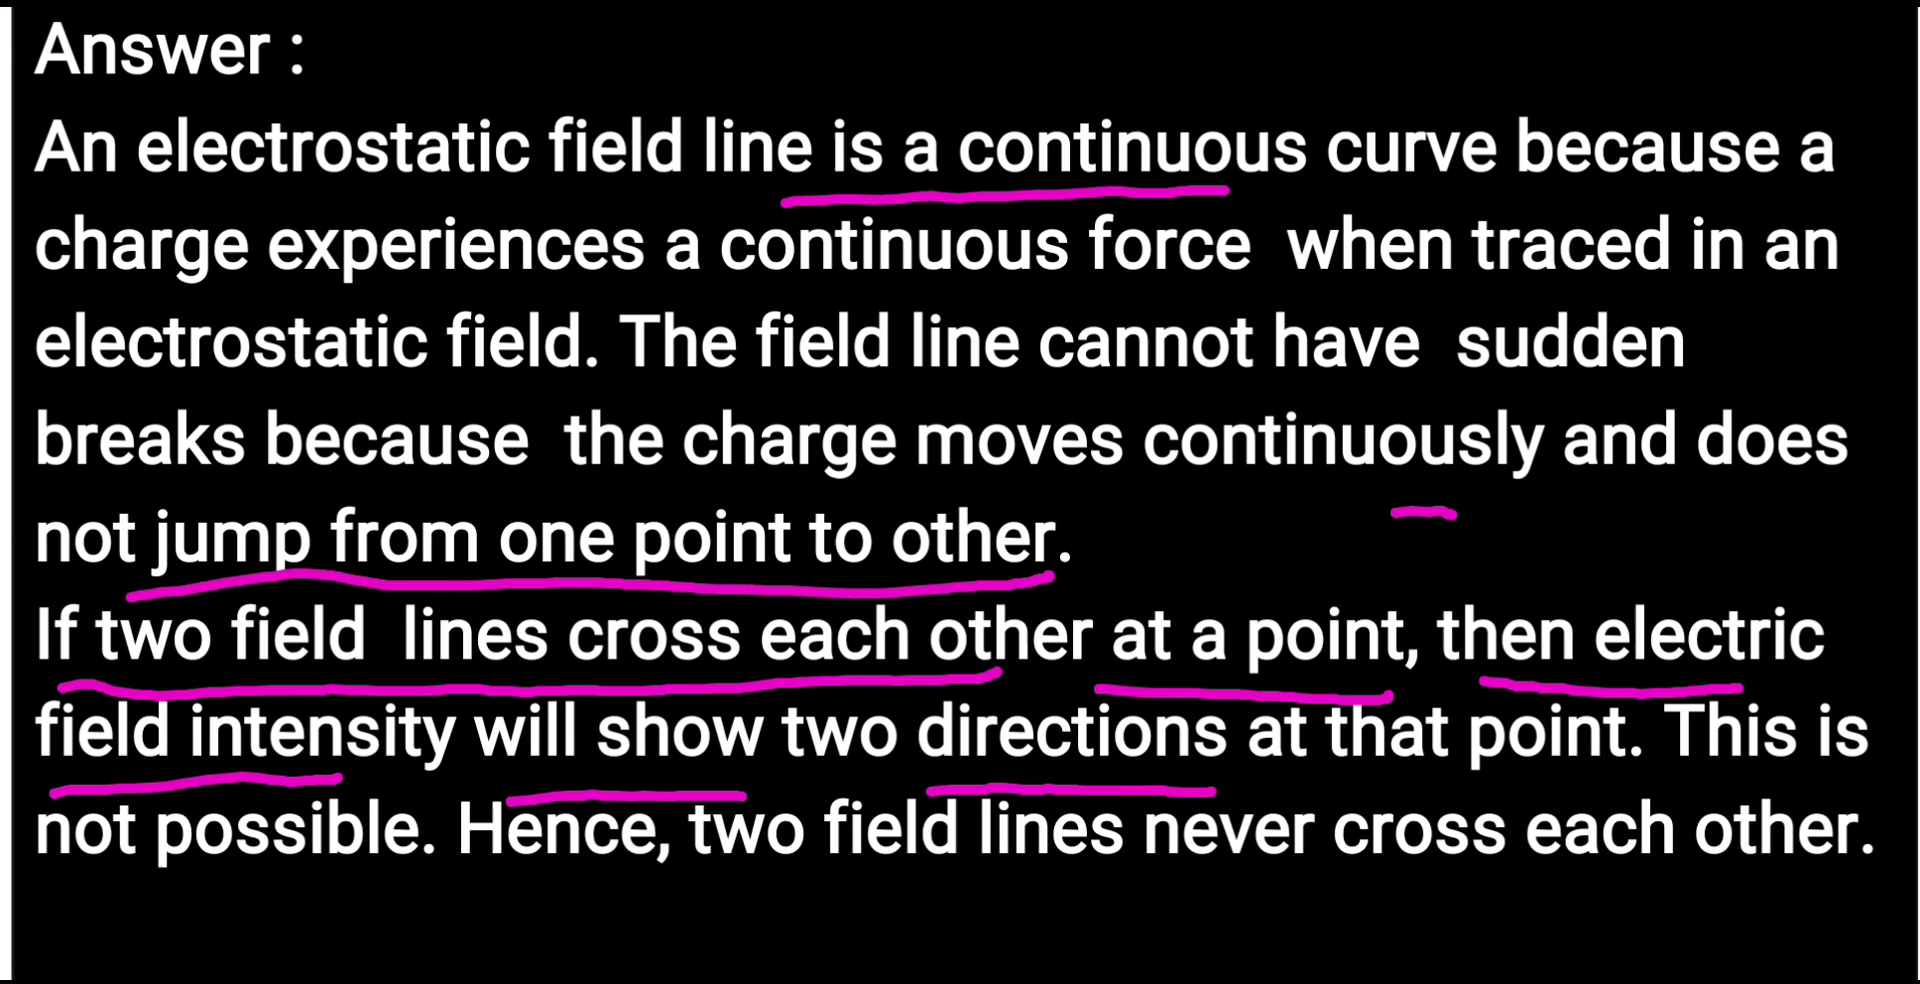 Answer :
An electrostatic field line is a continuous curve because a
charge experiences a continuous force when traced in an
electrostatic field. The field line cannot have sudden
breaks because the charge moves continuously and does
not jump from one point to other.
If two field lines cross each other at a point, then electric
field intensity will show two directions at that point. This is
not possible. Hence, two field lines never cross each other.